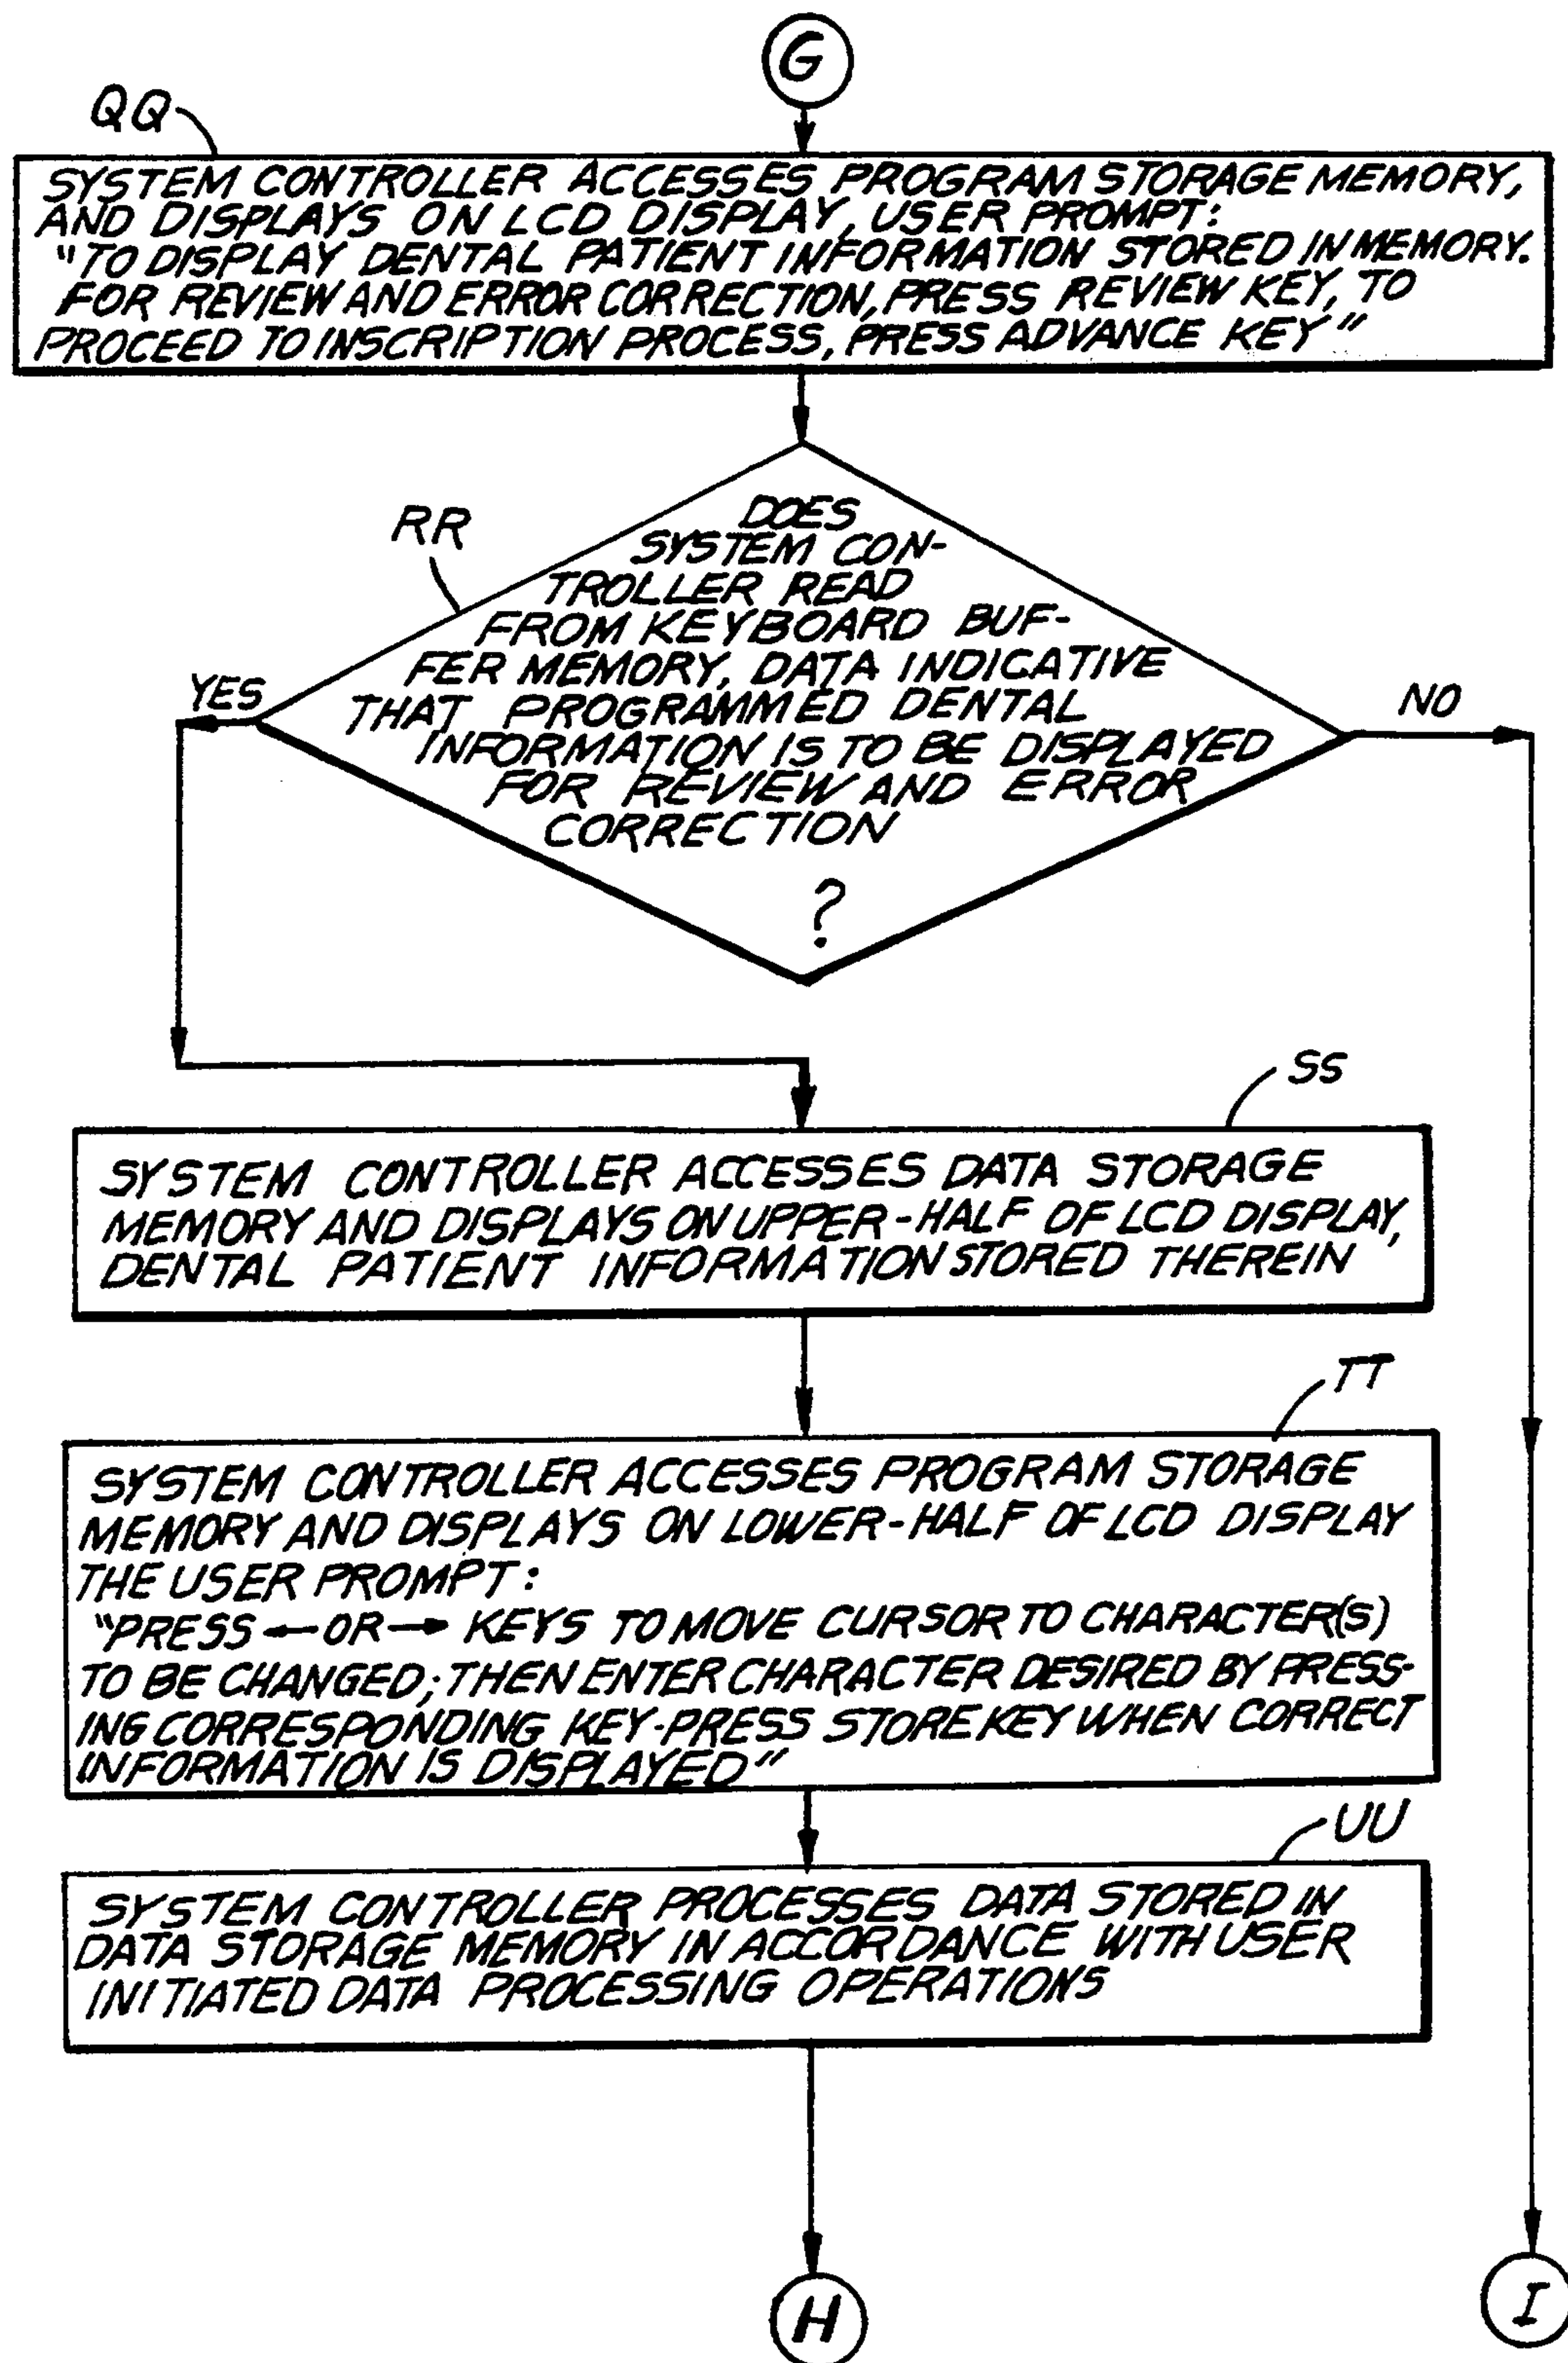 G
QQ
SYSTEM CONTROLLER ACCESSES PROGRAM STORAGE MEMORY,
AND DISPLAYS ON LCD DISPLAY, USER PROMPT:
"TO DISPLAY DENTAL PATIENT INFORMATION STORED IN MEMORY.
FOR REVIEW AND ERROR CORRECTION, PRESS REVIEW KEY, TO
PROCEED TO INSCRIPTION PROCESS, PRESS ADVANCE KEY"
RR
DOES
SYSTEM CON-
TROLLER READ
FROM KEYBOARD BUF-
FER MEMORY, DATA INDICATIVE
THAT PROGRAMMED DENTAL
INFORMATION IS TO BE DISPLAYED
FOR REVIEW AND ERROR
CORRECTION
?
YES
NO
SS
SYSTEM CONTROLLER ACCESSES DATA STORAGE
MEMORY AND DISPLAYS ON UPPER-HALF OF LCD DISPLAY,
DENTAL PATIENT INFORMATION STORED THEREIN
TT
SYSTEM CONTROLLER ACCESSES PROGRAM STORAGE
MEMORY AND DISPLAYS ON LOWER-HALF OF LCD DISPLAY
THE USER PROMPT:
"PRESS ← OR → KEYS TO MOVE CURSOR TO CHARACTER(S)
TO BE CHANGED; THEN ENTER CHARACTER DESIRED BY PRESS-
ING CORRESPONDING KEY-PRESS STORE KEY WHEN CORRECT
INFORMATION IS DISPLAYED"
UU
SYSTEM CONTROLLER PROCESSES DATA STORED IN
DATA STORAGE MEMORY IN ACCORDANCE WITH USER
INITIATED DATA PROCESSING OPERATIONS
H
I